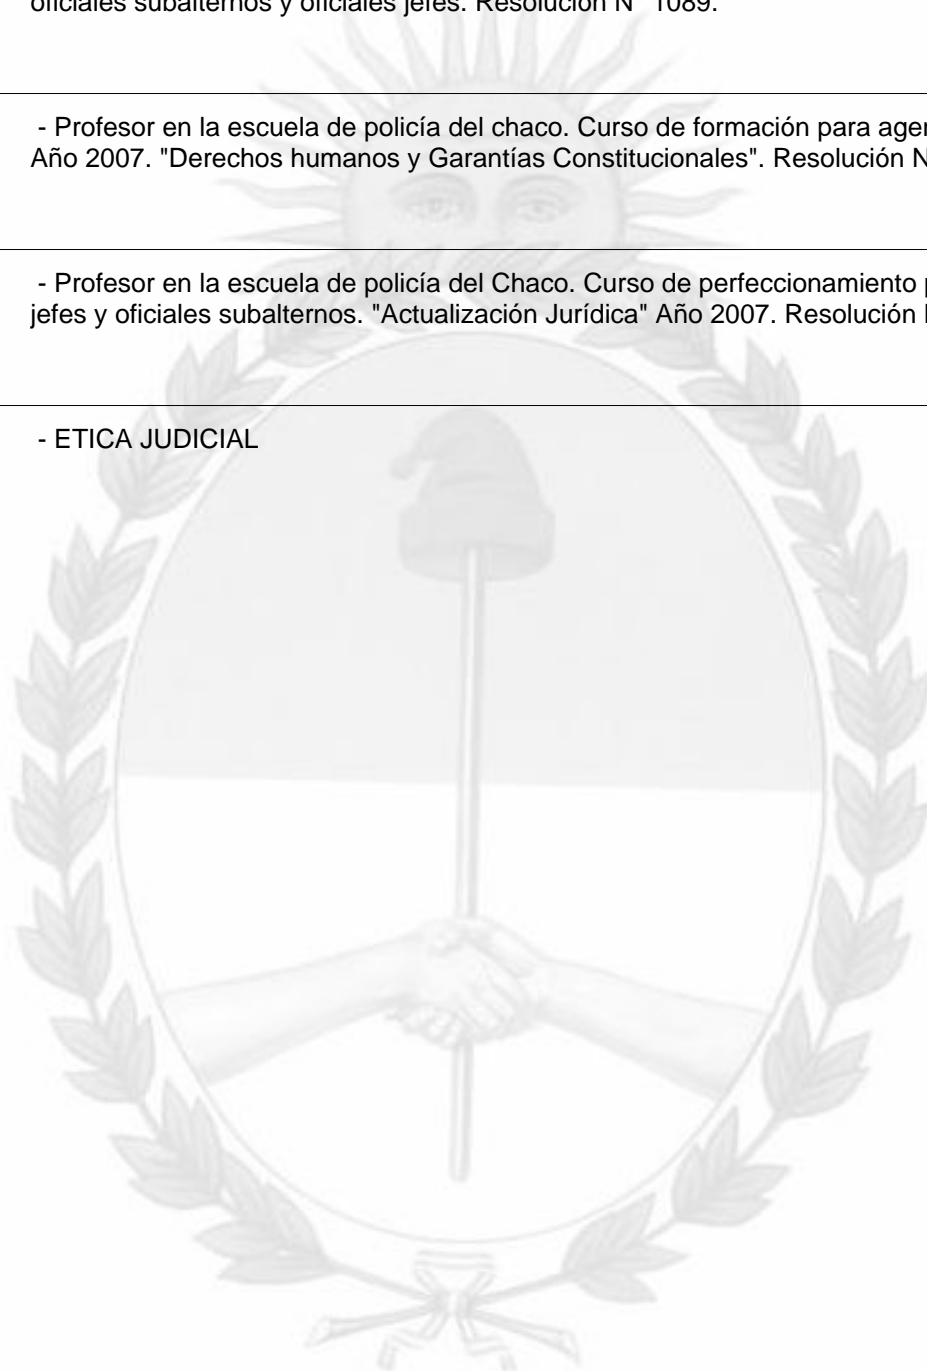 oficiales subalternos y oficiales jefes. Resolución N° 1089.
- Profesor en la escuela de policía del chaco. Curso de formación para
Año 2007. "Derechos humanos y Garantías Constitucionales". Resolución
- Profesor en la escuela de policía del Chaco. Curso de perfeccionamiento
jefes y oficiales subalternos. "Actualización Jurídica" Año 2007. Resolución
- ETICA JUDICIAL